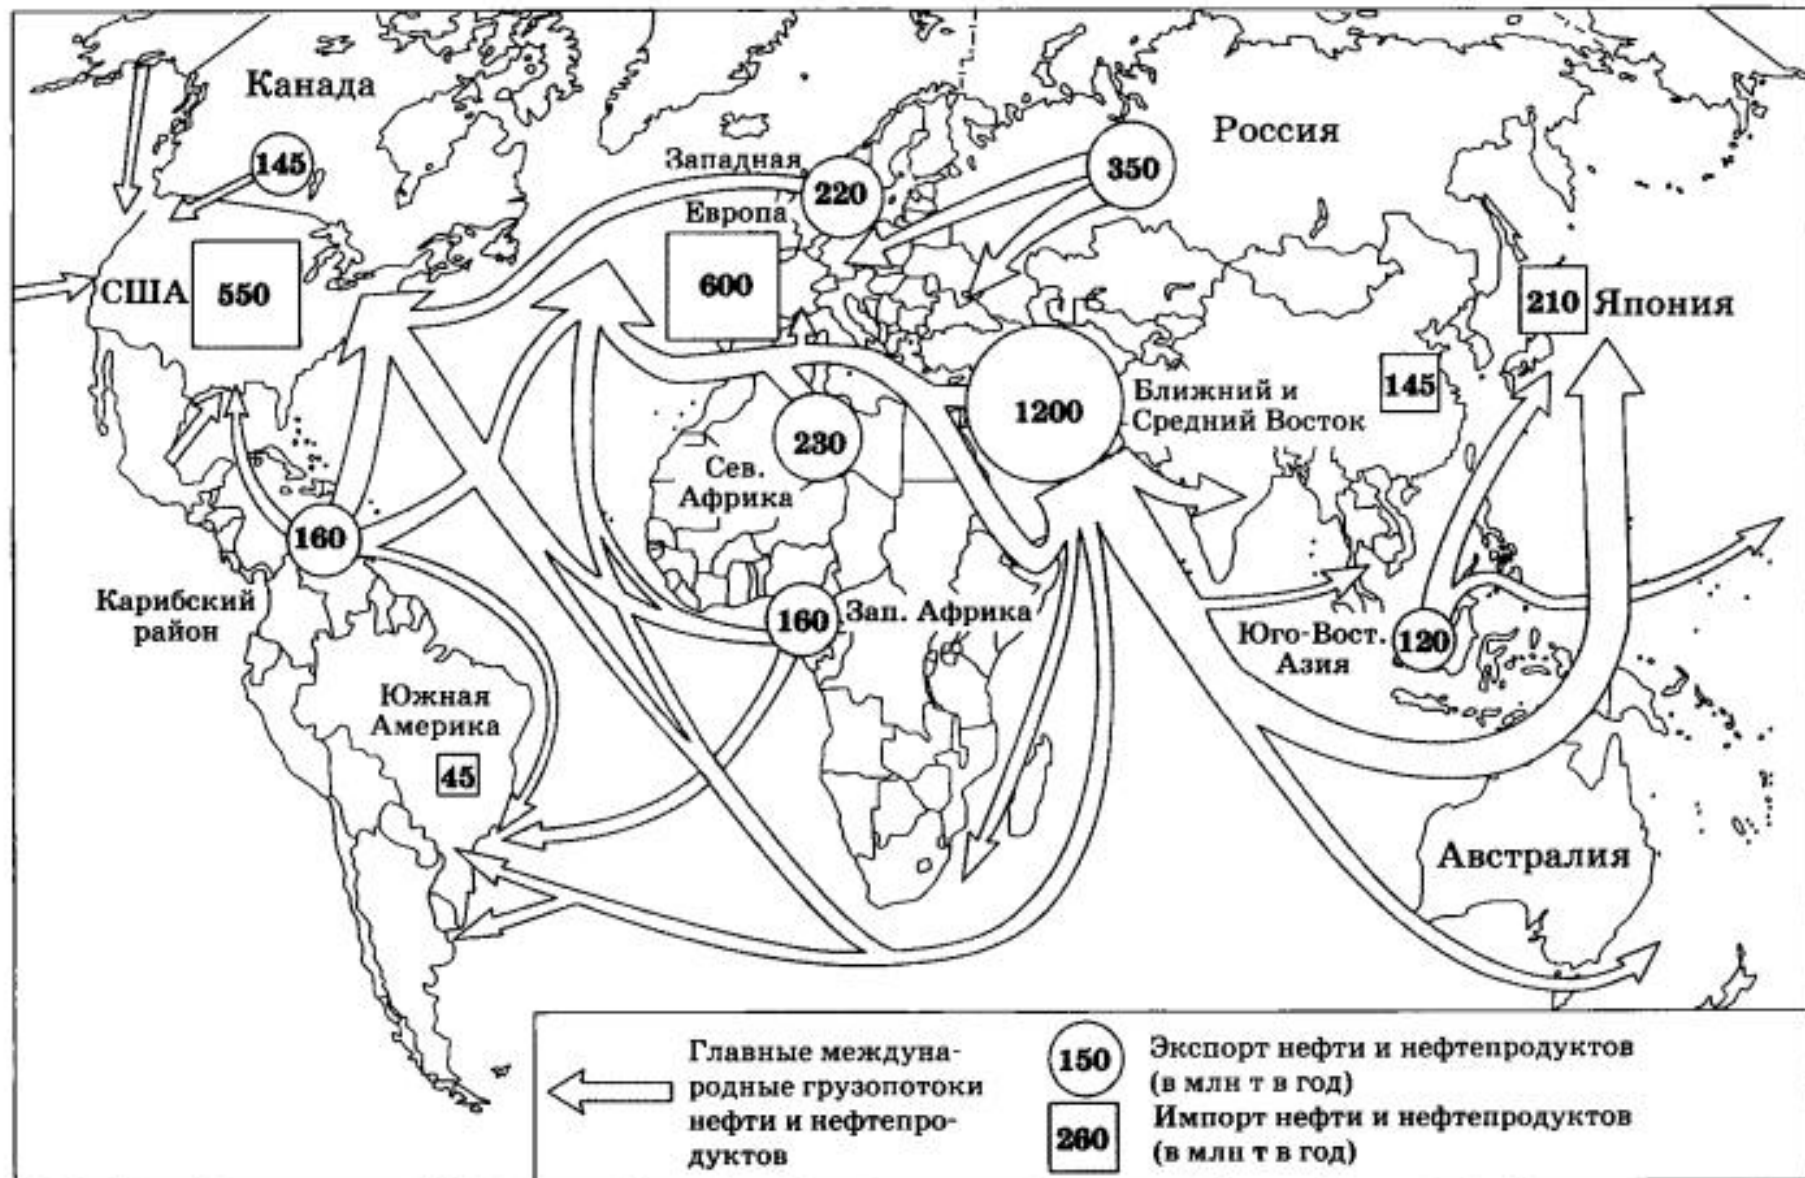 Канада
145
Россия
350
Западная
Европа
220
США
550
600
210
Япония
1200
Ближний и
Средний Восток
145
230
Сев.
Африка
160
Карибский
район
160
Зап. Африка
Юго-Вост.
Азия
120
Южная
Америка
45
Австралия
Главные междуна-
родные грузопотоки
нефти и нефтепро-
дуктов
150
Экспорт нефти и нефтепродуктов
(в млн т в год)
260
Импорт нефти и нефтепродуктов
(в млн т в год)